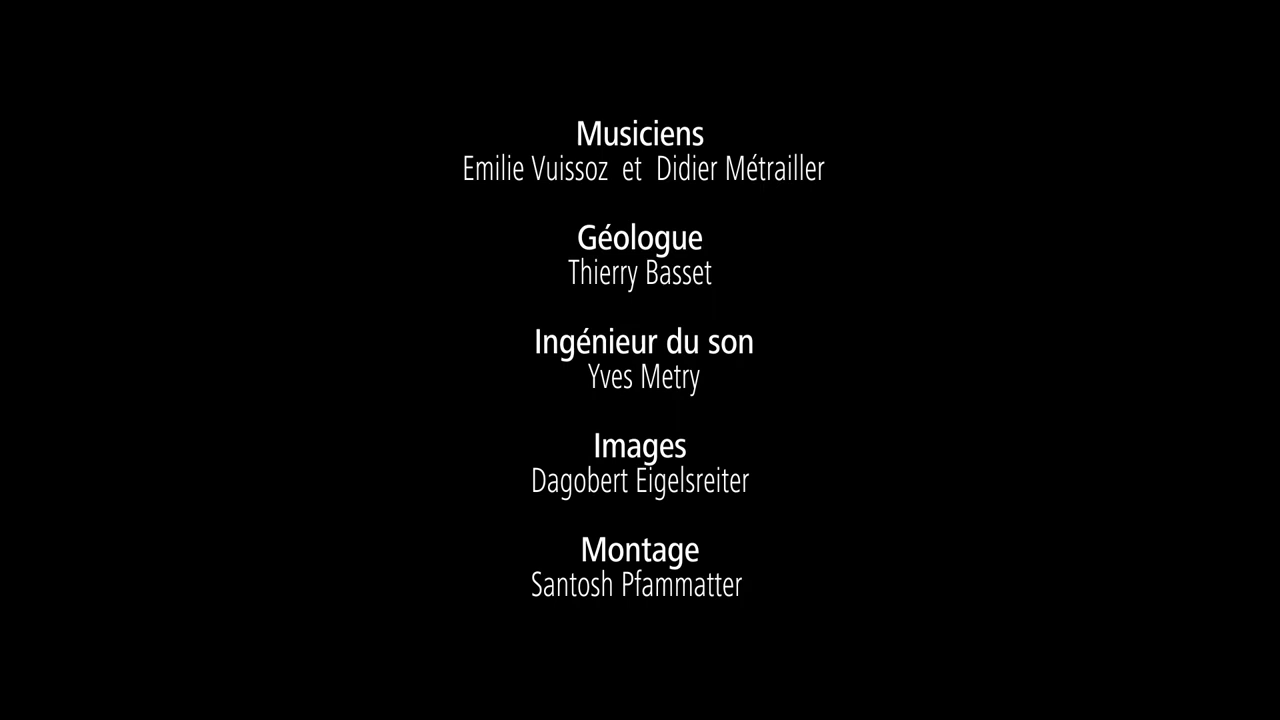 Musiciens
Emilie Vuissoz et Didier Métrailler
Géologue
Thierry Basset
Ingénieur du son
Yves Metry
Images
Dagobert Eigelsreiter
Montage
Santosh Pfammatter